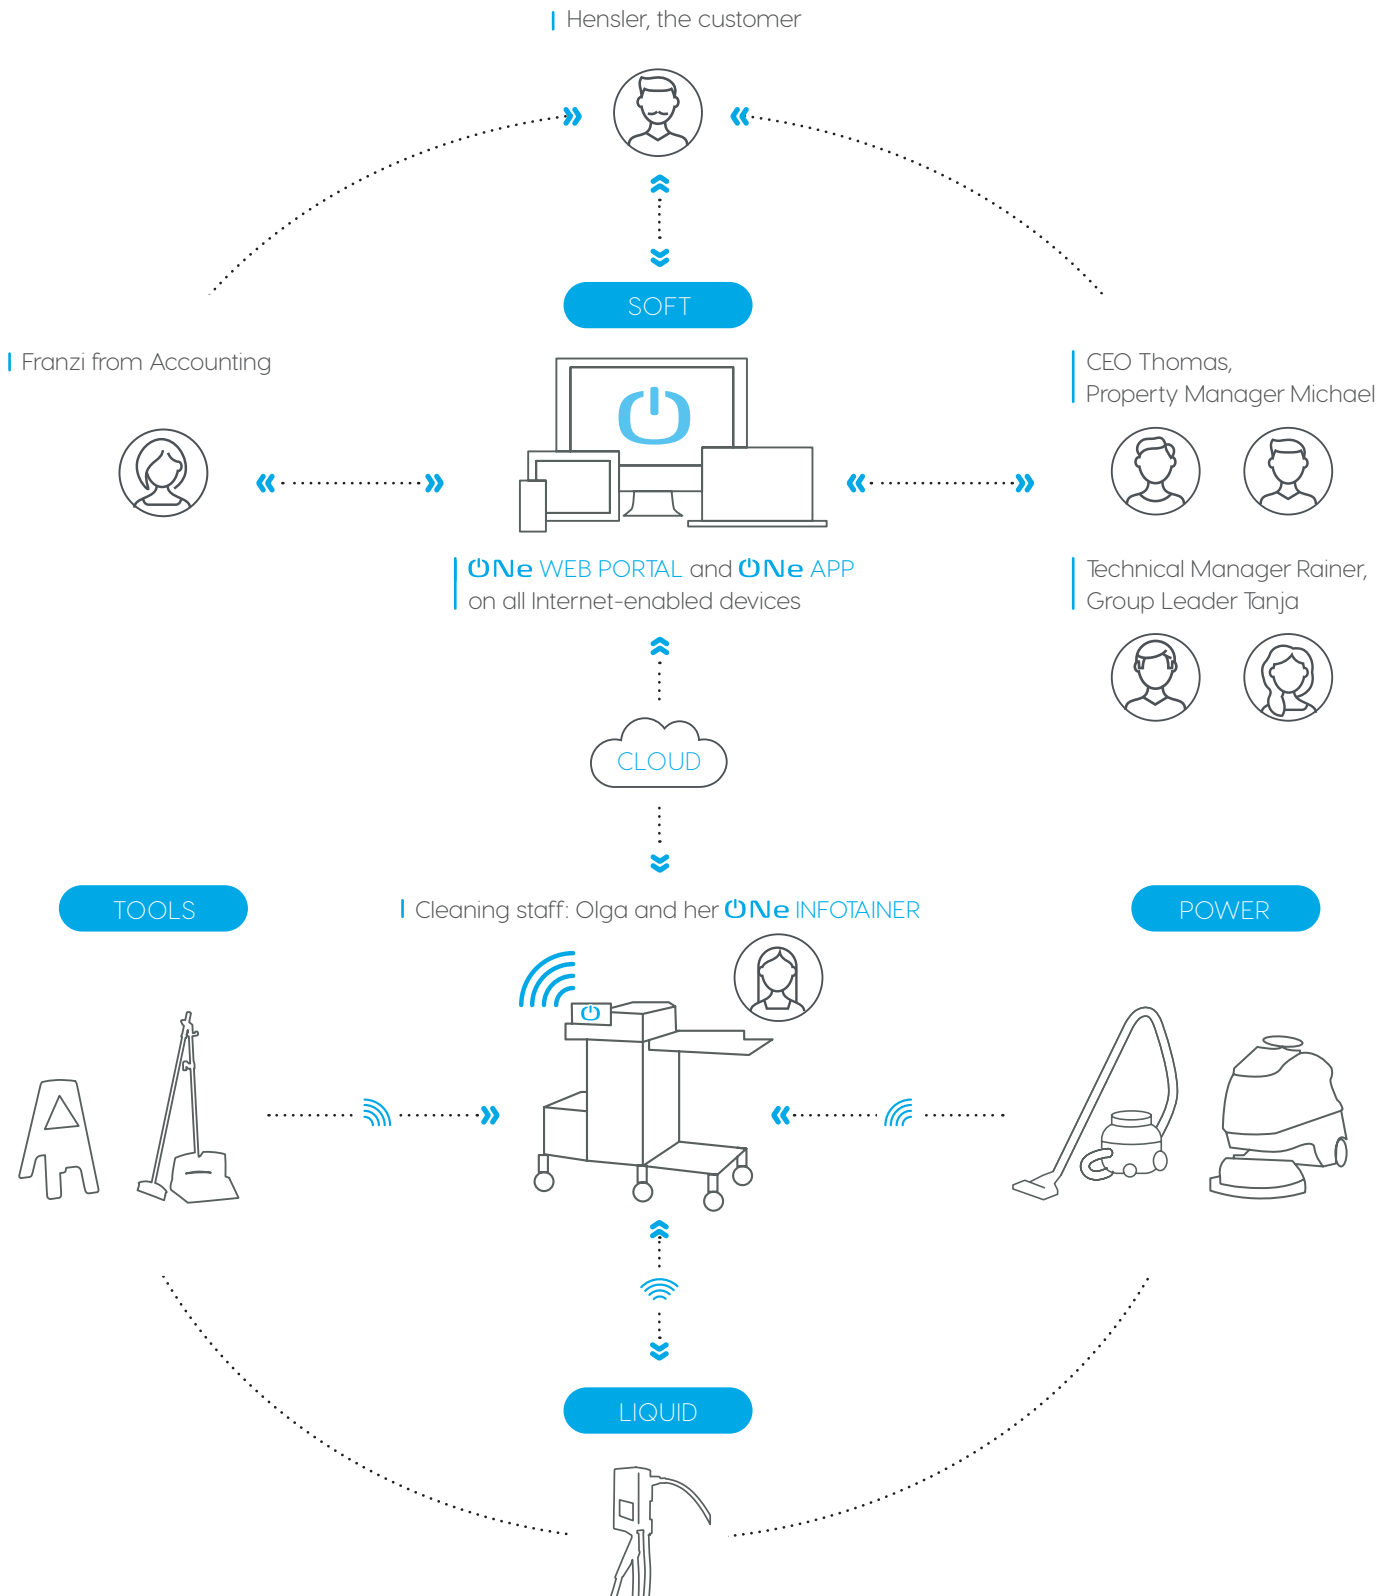 Hensler, the customer
SOFT
Franzi from Accounting
CEO Thomas,
Property Manager Michael
ONe WEB PORTAL and ONe APP
on all Internet-enabled devices
Technical Manager Rainer,
Group Leader Tanja
CLOUD
TOOLS
Cleaning staff: Olga and her ONe INFOTAINER
POWER
LIQUID